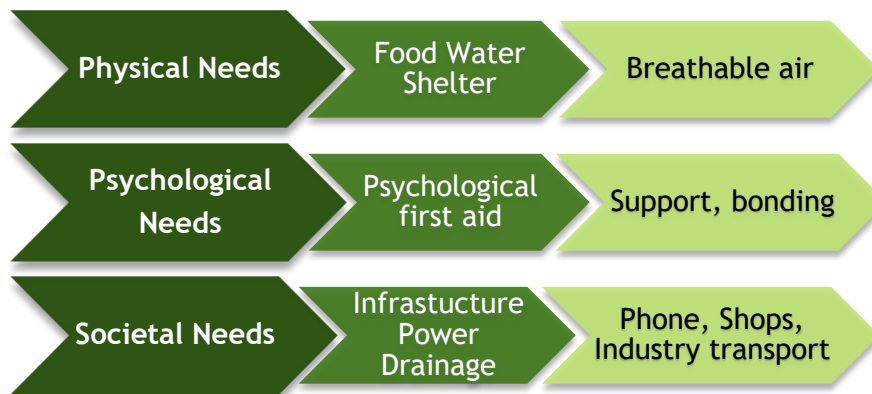 Physical Needs
Food Water
Shelter
Breathable air
Psychological
Needs
Psychological
first aid
Support, bonding
Societal Needs
Infrastucture
Power
Drainage
Phone, Shops,
Industry transport